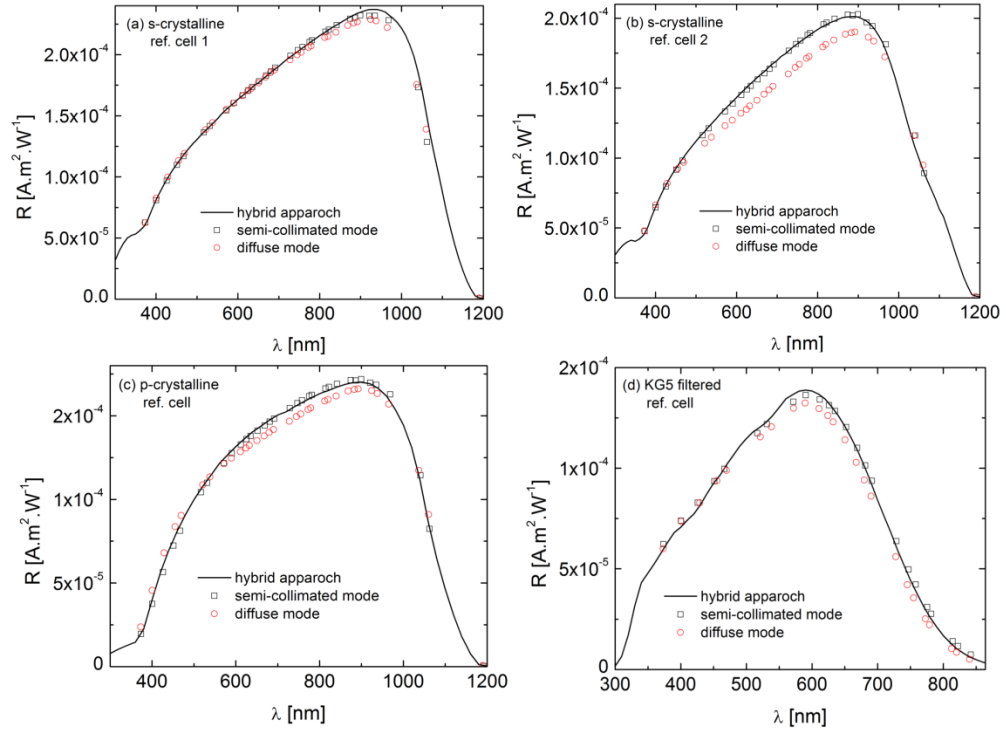 (a) s-crystalline
ref. cell 1
R [A.m².W⁻¹]
2.0x10⁻⁴
1.5x10⁻⁴
1.0x10⁻⁴
5.0x10⁻⁵
0.0
hybrid apparoch
semi-collimated mode
diffuse mode
400 600 800 1000 1200
λ [nm]
(b) s-crystalline
ref. cell 2
R [A.m².W⁻¹]
2.0x10⁻⁴
1.5x10⁻⁴
1.0x10⁻⁴
5.0x10⁻⁵
0.0
hybrid apparoch
semi-collimated mode
diffuse mode
400 600 800 1000 1200
λ [nm]
(c) p-crystalline
ref. cell
R [A.m².W⁻¹]
2x10⁻⁴
1x10⁻⁴
5x10⁻⁵
0
hybrid apparoch
semi-collimated mode
diffuse mode
400 600 800 1000 1200
λ [nm]
(d) KG5 filtered
ref. cell
R [A.m².W⁻¹]
2x10⁻⁴
1x10⁻⁴
5x10⁻⁵
0
hybrid apparoch
semi-collimated mode
diffuse mode
300 400 500 600 700 800
λ [nm]